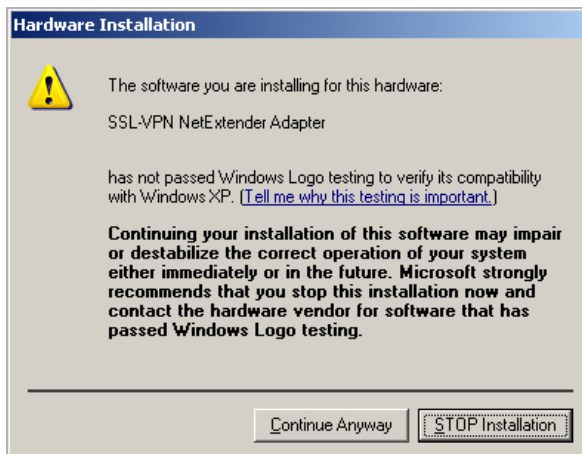 Hardware Installation
The software you are installing for this hardware:
SSL-VPN NetExtender Adapter
has not passed Windows Logo testing to verify its compatibility
with Windows XP. (Tell me why this testing is important.)
Continuing your installation of this software may impair
or destabilize the correct operation of your system
either immediately or in the future. Microsoft strongly
recommends that you stop this installation now and
contact the hardware vendor for software that has
passed Windows Logo testing.
Continue Anyway
STOP Installation